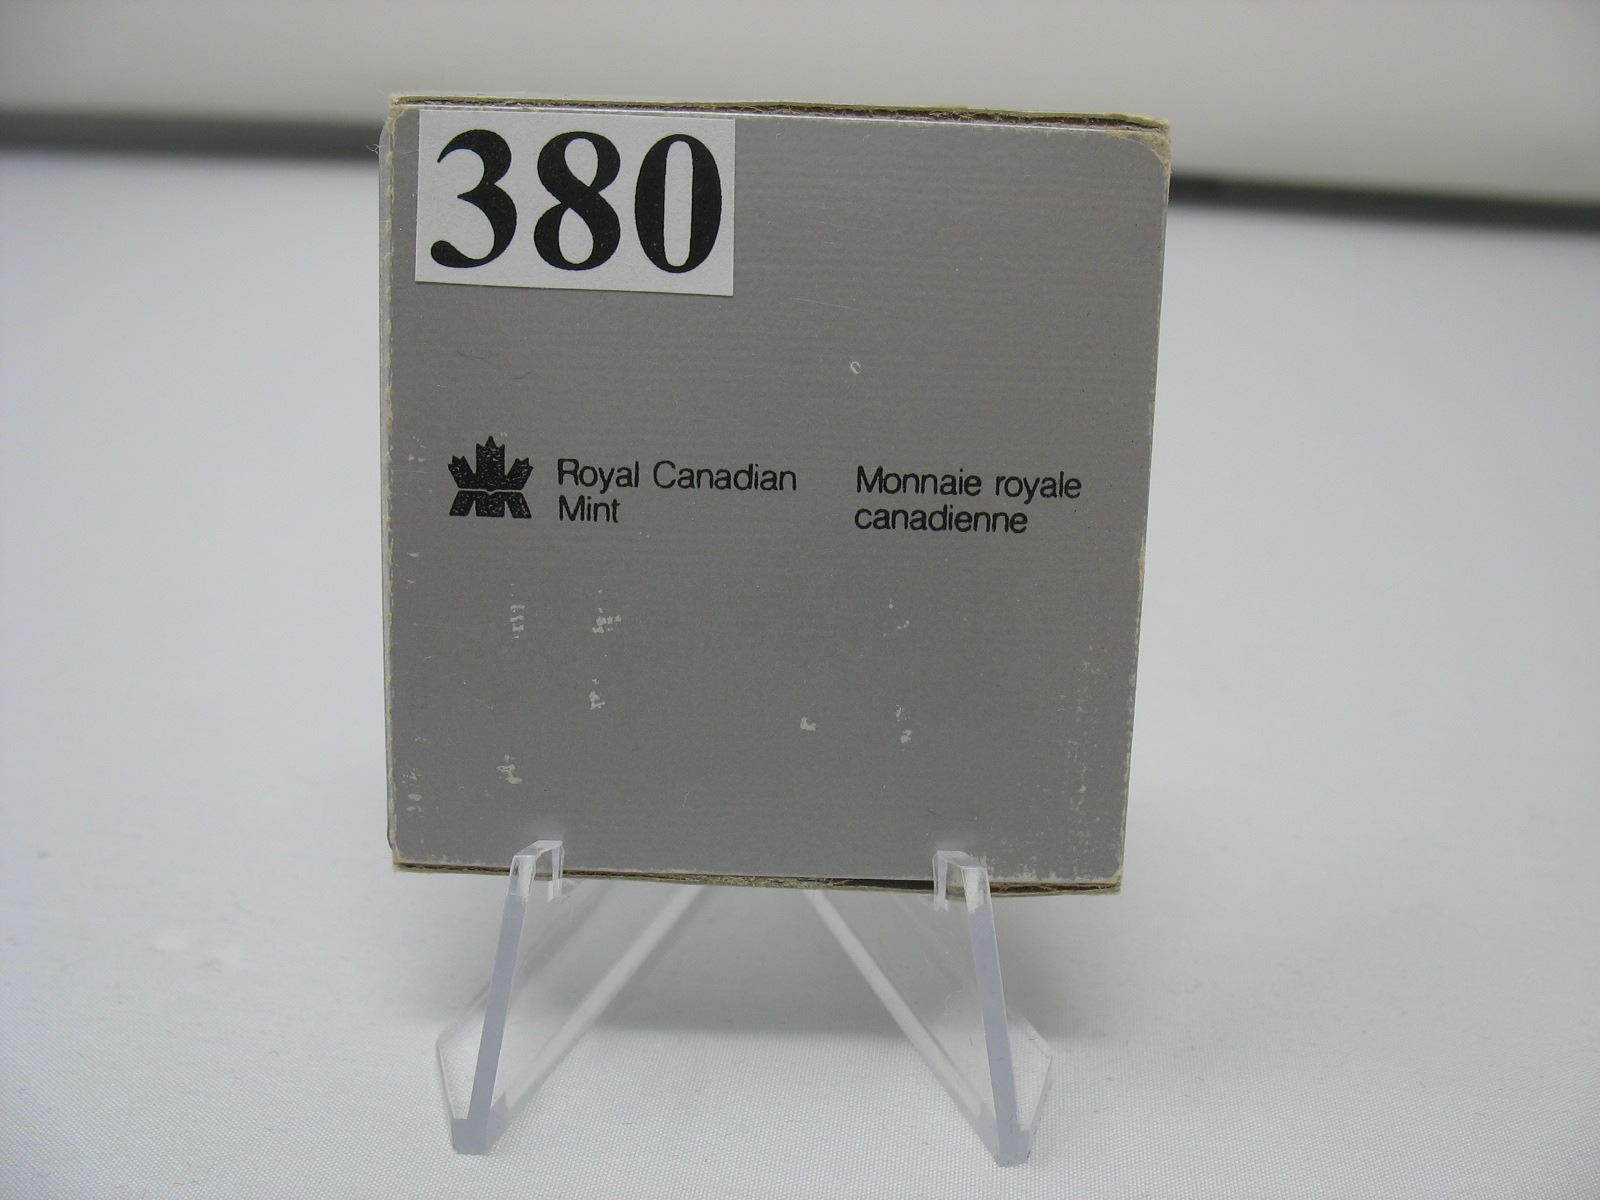 380
Royal Canadian
Mint
Monnaie royale
canadienne